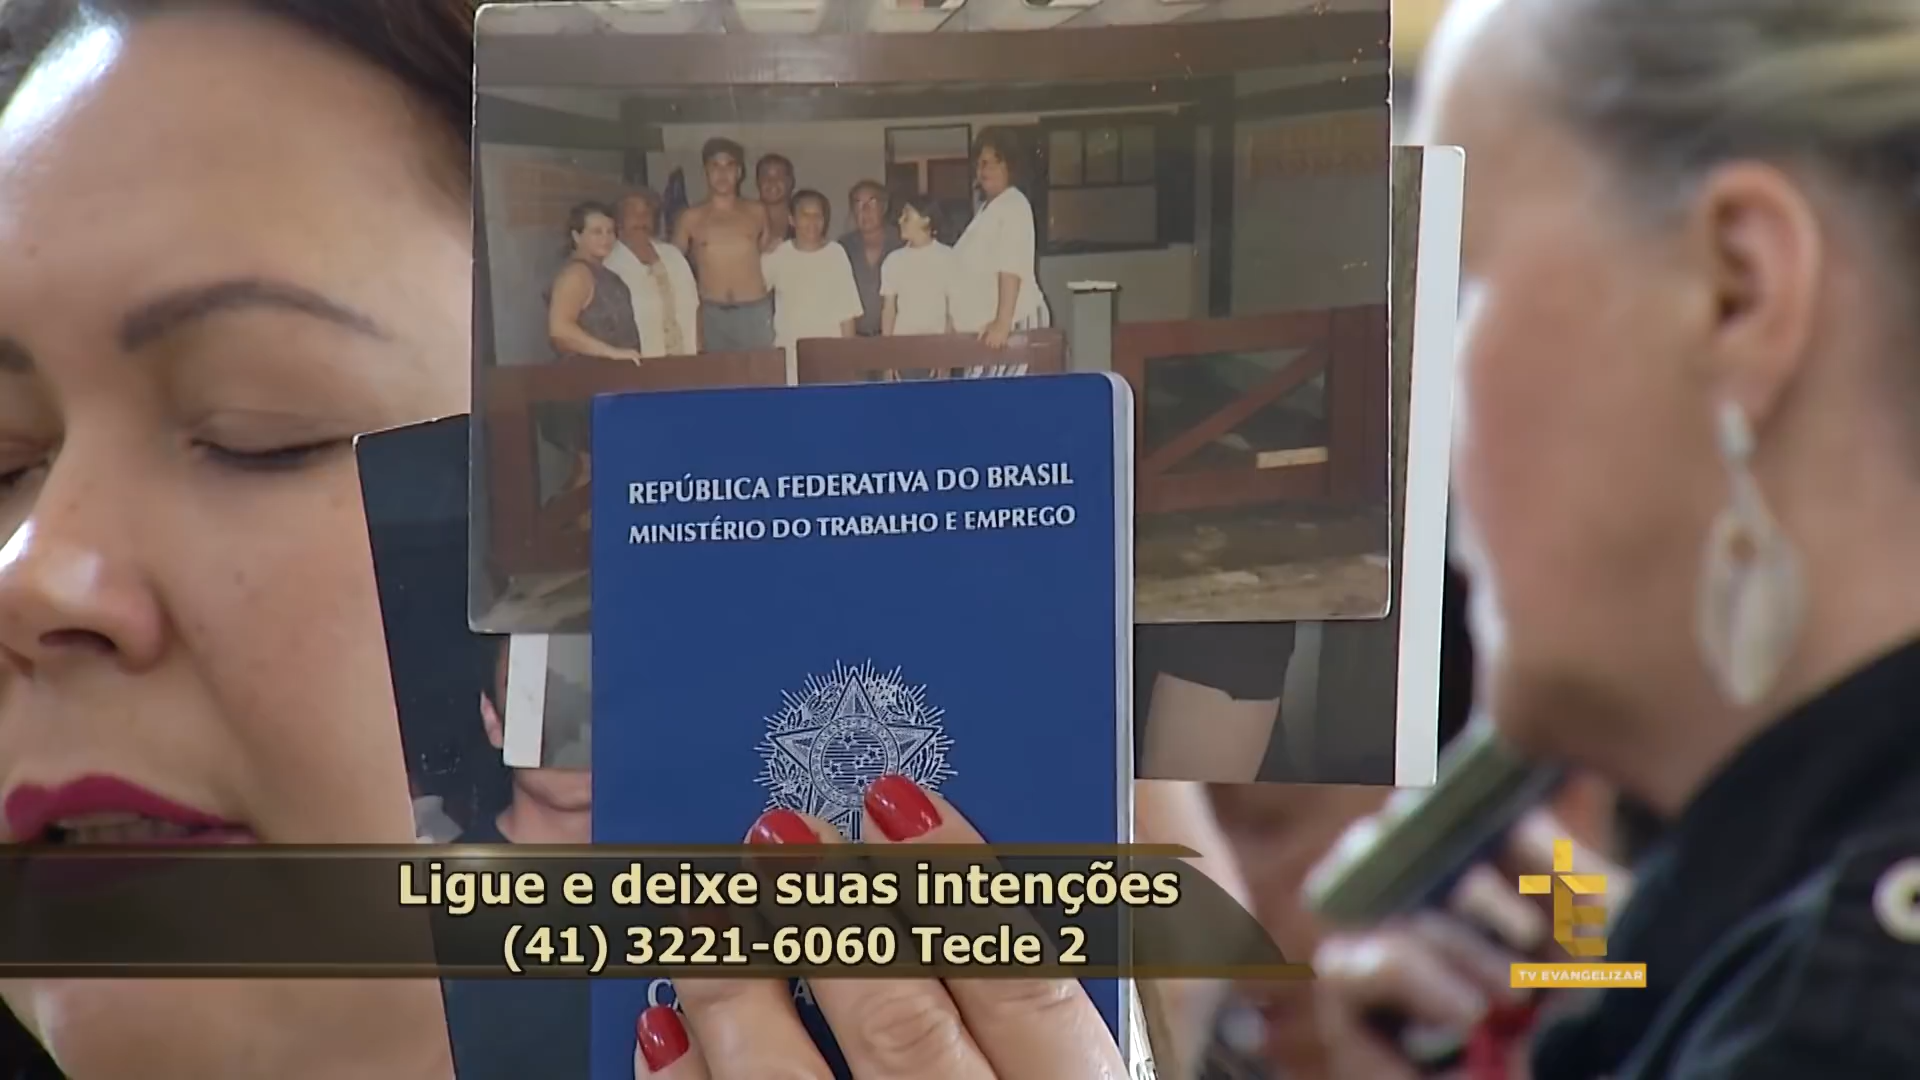 REPÚBLICA FEDERATIVA DO BRASIL
MINISTÉRIO DO TRABALHO E EMPREGO
Ligue e deixe suas intenções
(41) 3221-6060 Tecle 2
TV EVANGELIZAR